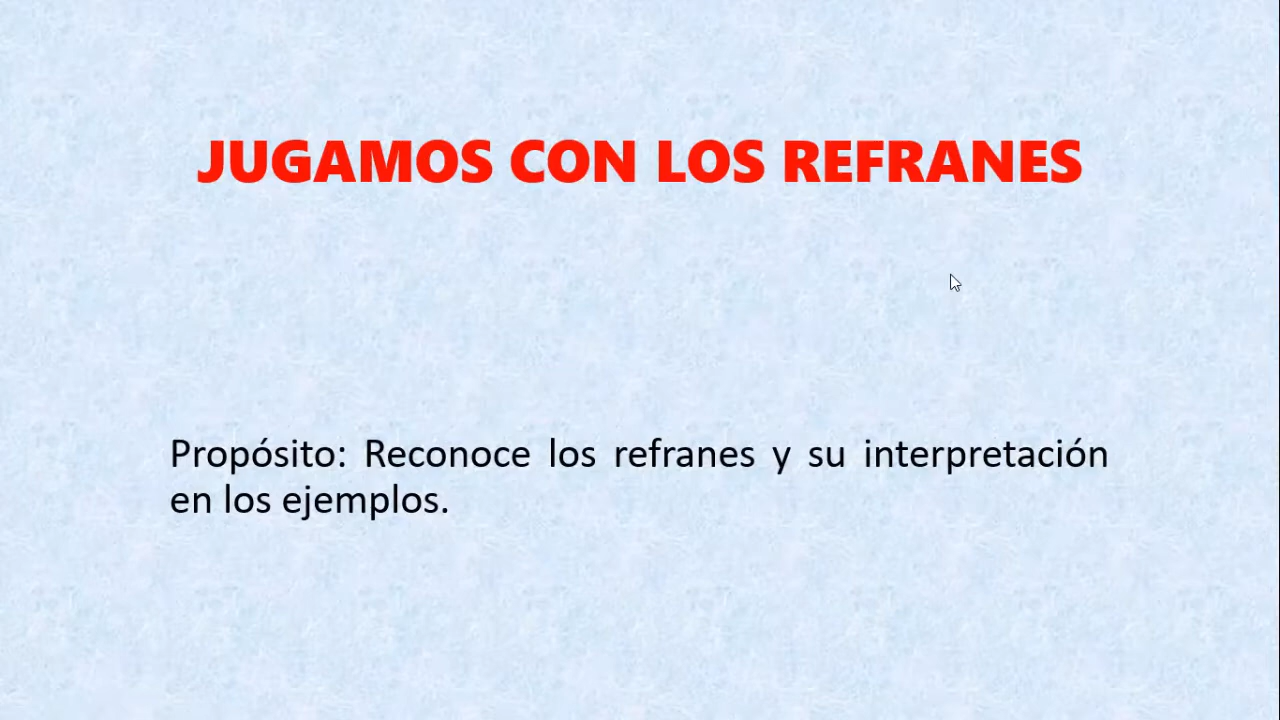 JUGAMOS CON LOS REFRANES
Propósito: Reconoce los refranes y su interpretación
en los ejemplos.